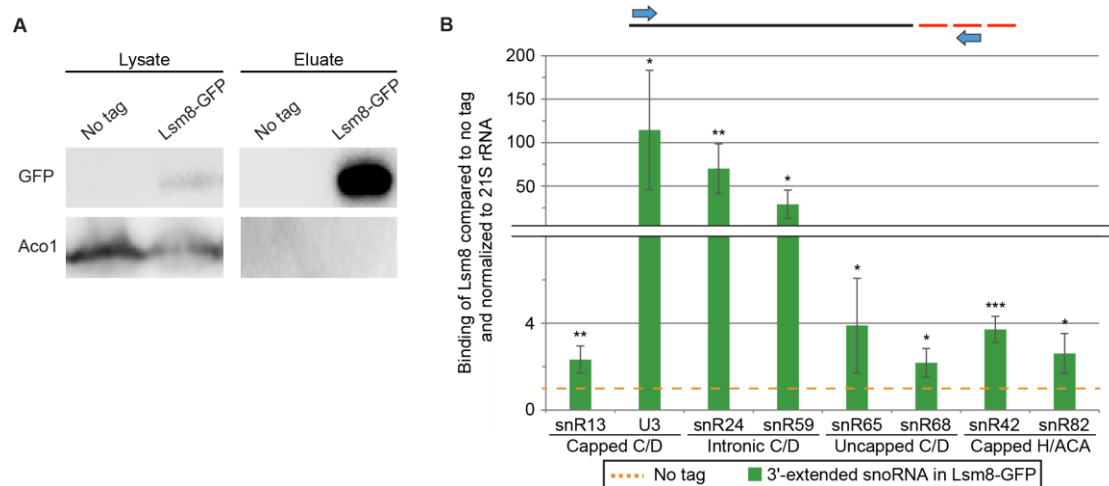 A
Lysate
Eluate
No tag
Lsm8-GFP
No tag
Lsm8-GFP
GFP
Aco1
B
Binding of Lsm8 compared to no tag
and normalized to 21S rRNA
200
150
100
50
4
0
*
**
*
**
*
*
***
*
snR13 U3 snR24 snR59 snR65 snR68 snR42 snR82
Capped C/D Intronic C/D Uncapped C/D Capped H/ACA
No tag 3'-extended snoRNA in Lsm8-GFP